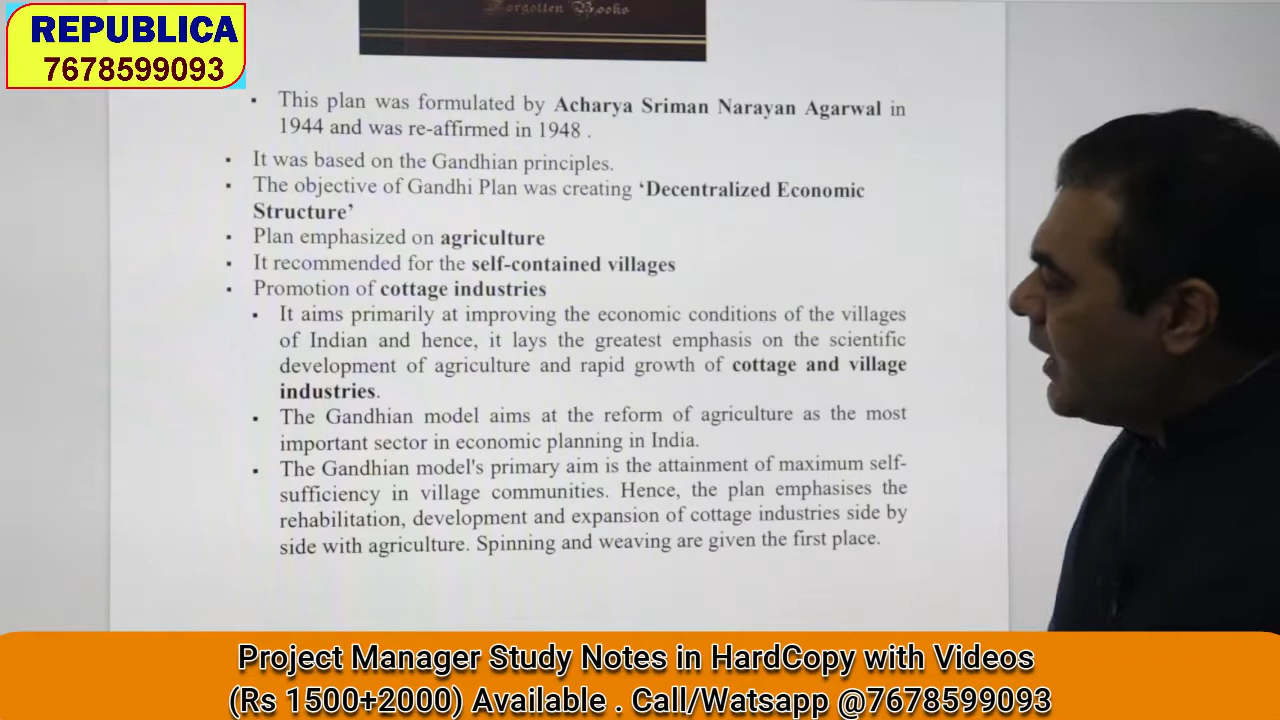 Forgotten Books
REPUBLICA
7678599093
This plan was formulated by Acharya Sriman Narayan Agarwal in
1944 and was re-affirmed in 1948 .
It was based on the Gandhian principles.
The objective of Gandhi Plan was creating ‘Decentralized Economic
Structure’
Plan emphasized on agriculture
It recommended for the self-contained villages
Promotion of cottage industries
It aims primarily at improving the economic conditions of the villages
of Indian and hence, it lays the greatest emphasis on the scientific
development of agriculture and rapid growth of cottage and village
industries.
The Gandhian model aims at the reform of agriculture as the most
important sector in economic planning in India.
The Gandhian model's primary aim is the attainment of maximum self-
sufficiency in village communities. Hence, the plan emphasises the
rehabilitation, development and expansion of cottage industries side by
side with agriculture. Spinning and weaving are given the first place.
Project Manager Study Notes in HardCopy with Videos
(Rs 1500+2000) Available . Call/Watsapp @7678599093